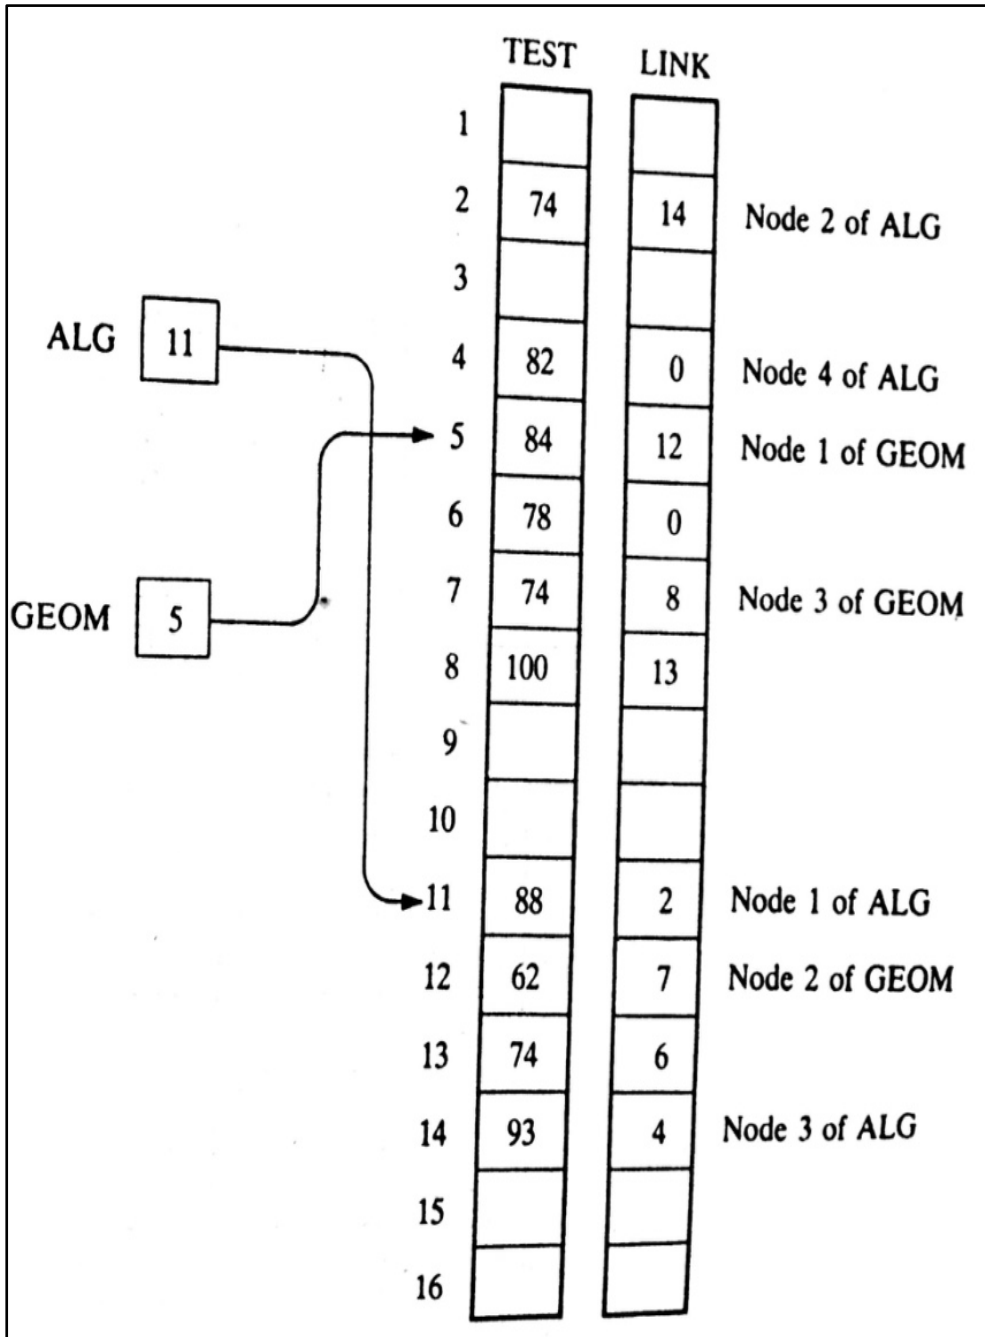 TEST LINK
1
2 74 14 Node 2 of ALG
3
ALG 11
4 82 0 Node 4 of ALG
5 84 12 Node 1 of GEOM
6 78 0
GEOM 5
7 74 8 Node 3 of GEOM
8 100 13
9
10
11 88 2 Node 1 of ALG
12 62 7 Node 2 of GEOM
13 74 6
14 93 4 Node 3 of ALG
15
16